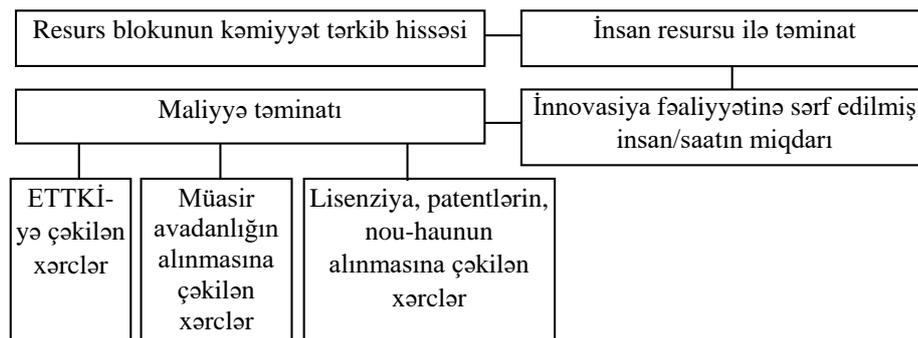 Resurs blokunun kəmiyyət tərkib hissəsi
İnsan resursu ilə təminat
Maliyyə təminatı
İnnovasiya fəaliyyətinə sərf edilmiş
insan/saatın miqdarı
ETTKİ-
yə çəkilən
xərclər
Müasir
avadanlığın
alınmasına
çəkilən
xərclər
Lisenziya, patentlərin,
nou-haunun
alınmasına çəkilən
xərclər